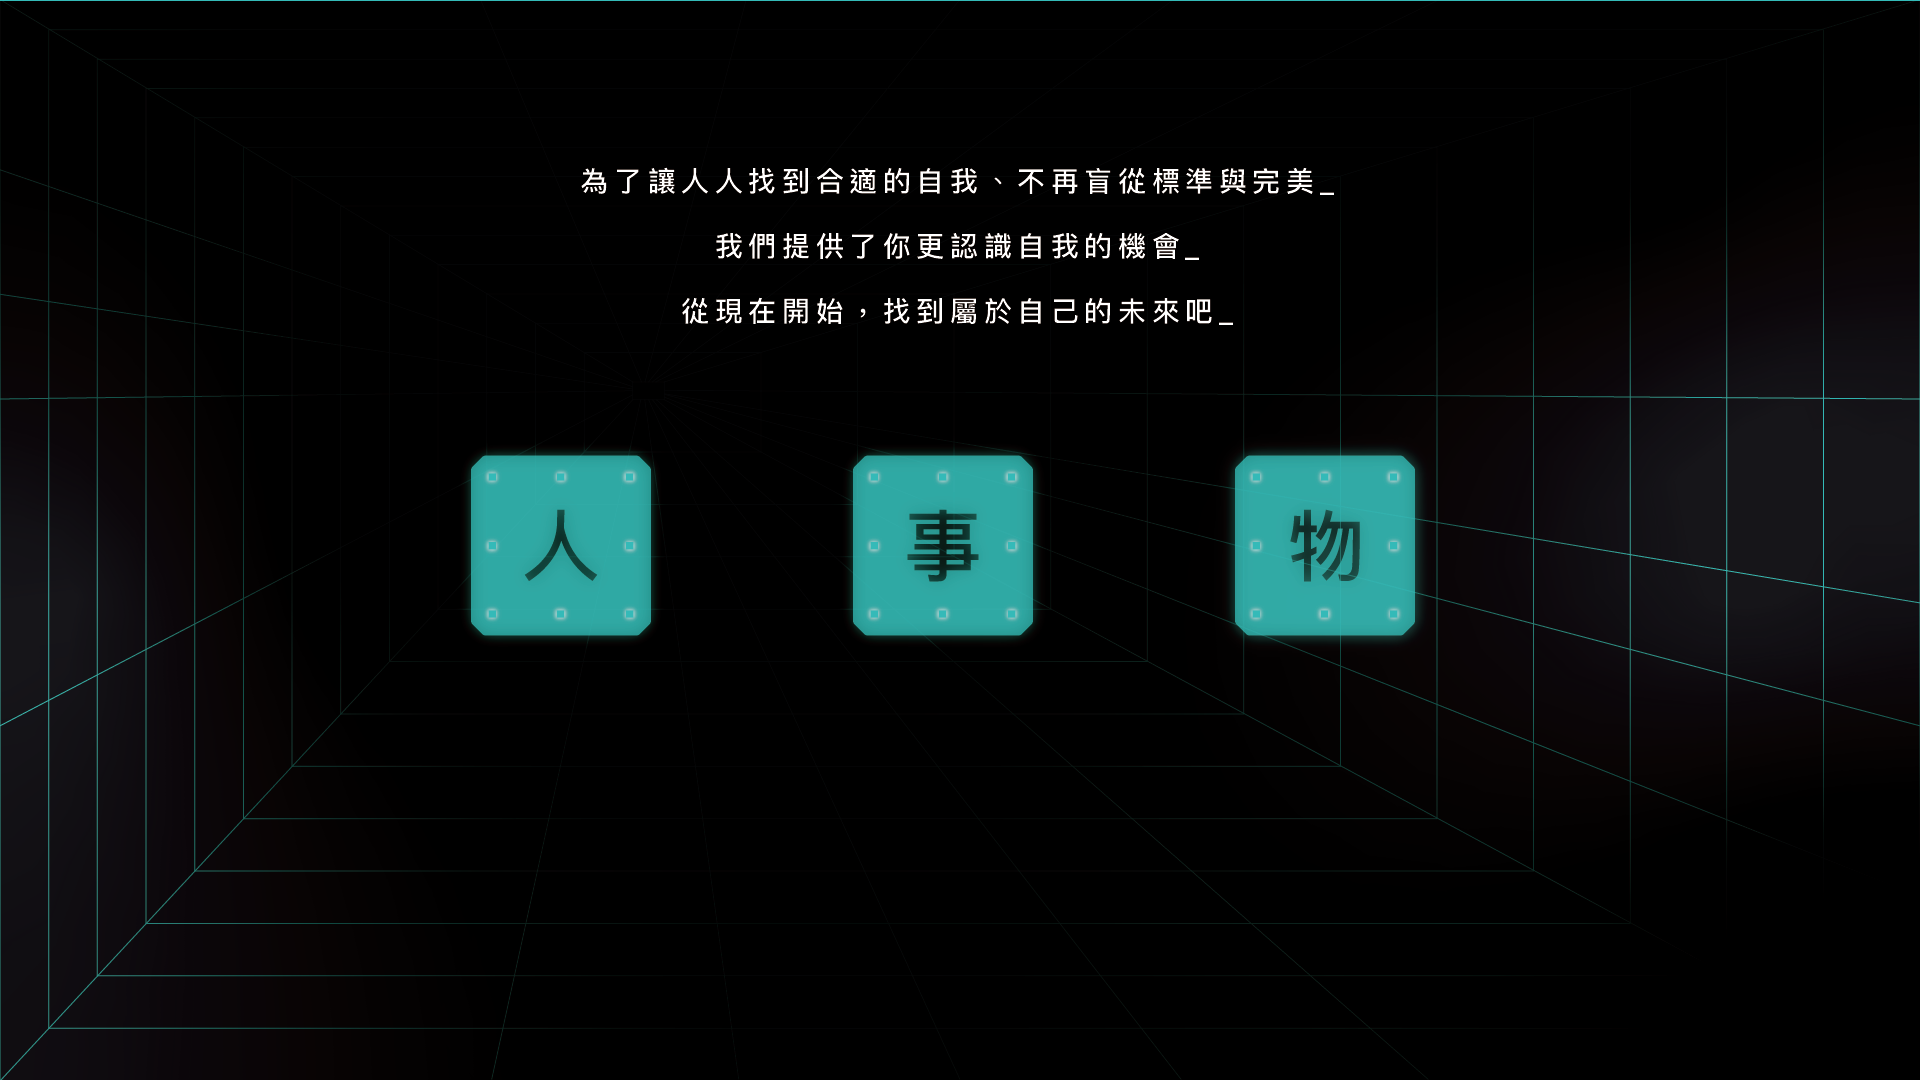 為了讓人人找到合適的自我、不再盲從標準與完美_
我們提供了你更認識自我的機會_
從現在開始，找到屬於自己的未來吧_
人 事 物